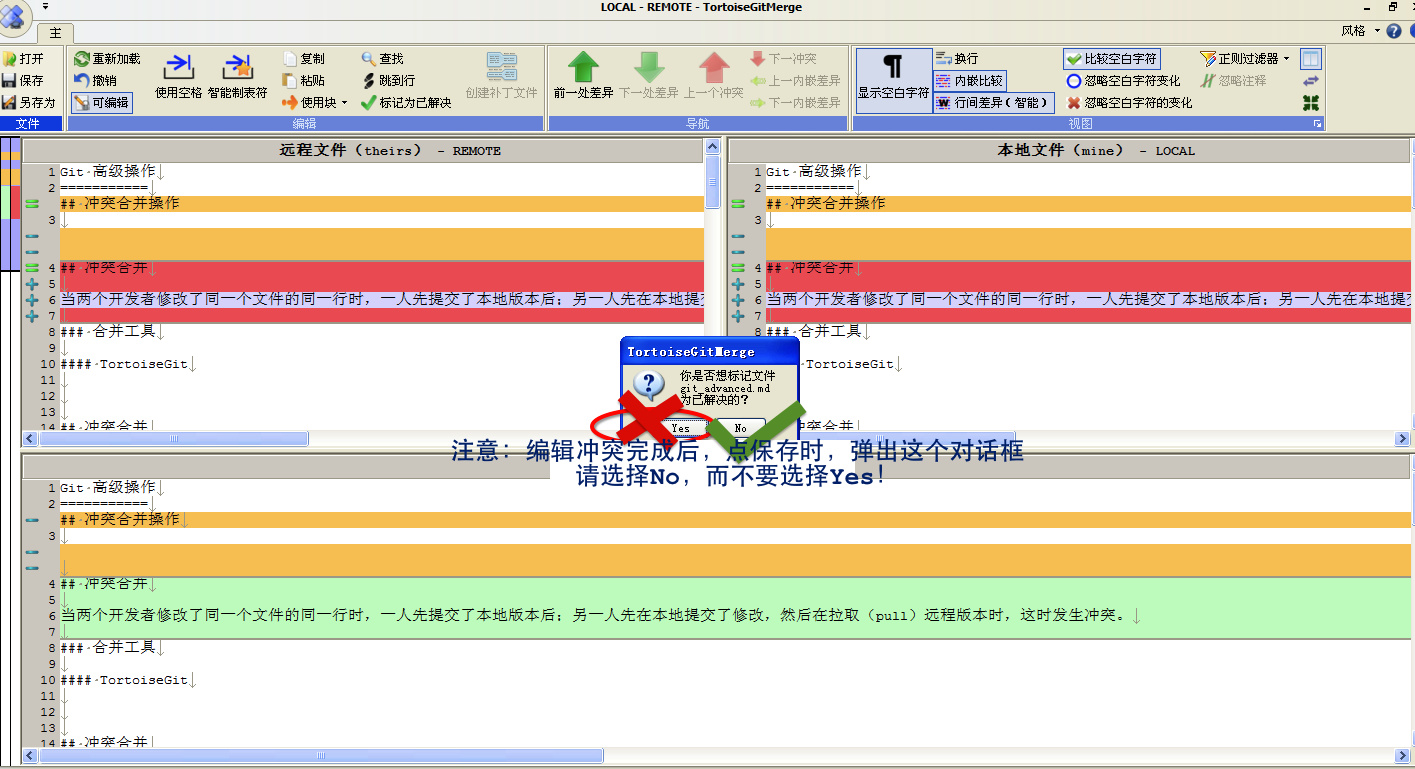 LOCAL - REMOTE - TortoiseGitMerge
主
风格
打开
保存
另存为
文件
重新加载
撤销
可编辑
使用空格
智能制表符
复制
粘贴
使用块
查找
跳到行
标记为已解决
创建补丁文件
编辑
前一处差异
下一处差异
上一个冲突
下一冲突
上一内嵌差异
下一内嵌差异
导航
显示空白字符
换行
内嵌比较
行间差异（智能）
比较空白字符
忽略空白字符变化
忽略空白字符的变化
正则过滤器
忽略注释
视图
远程文件（theirs） - REMOTE
1 Git·高级操作↓
2 ===========↓
##·冲突合并操作
3 ↓
4 ##·冲突合并↓
5 ↓
6 当两个开发者修改了同一个文件的同一行时，一人先提交了本地版本后；另一人先在本地提交
7 ↓
8 ###·合并工具↓
9 ↓
10 ####·TortoiseGit↓
11 ↓
12 ↓
13 ↓
14 ##·冲突合并↓
本地文件（mine） - LOCAL
1 Git·高级操作↓
2 ===========↓
##·冲突合并操作
3 ↓
4 ##·冲突合并↓
5 ↓
6 当两个开发者修改了同一个文件的同一行时，一人先提交了本地版本后；另一人先在本地提交
7 ↓
8 ###·合并工具↓
TortoiseGit↓
冲突合并↓
TortoiseGitMerge
你是否想标记文件
git_advanced.md
为已解决的？
Yes
No
注意：编辑冲突完成后，点保存时，弹出这个对话框
请选择No，而不要选择Yes！
1 Git·高级操作↓
2 ===========↓
##·冲突合并操作↓
3 ↓
↓
4 ##·冲突合并↓
5 ↓
6 当两个开发者修改了同一个文件的同一行时，一人先提交了本地版本后；另一人先在本地提交了修改，然后在拉取（pull）远程版本时，这时发生冲突。↓
7 ↓
8 ###·合并工具↓
9 ↓
10 ####·TortoiseGit↓
11 ↓
12 ↓
13 ↓
14 ##·冲突合并↓